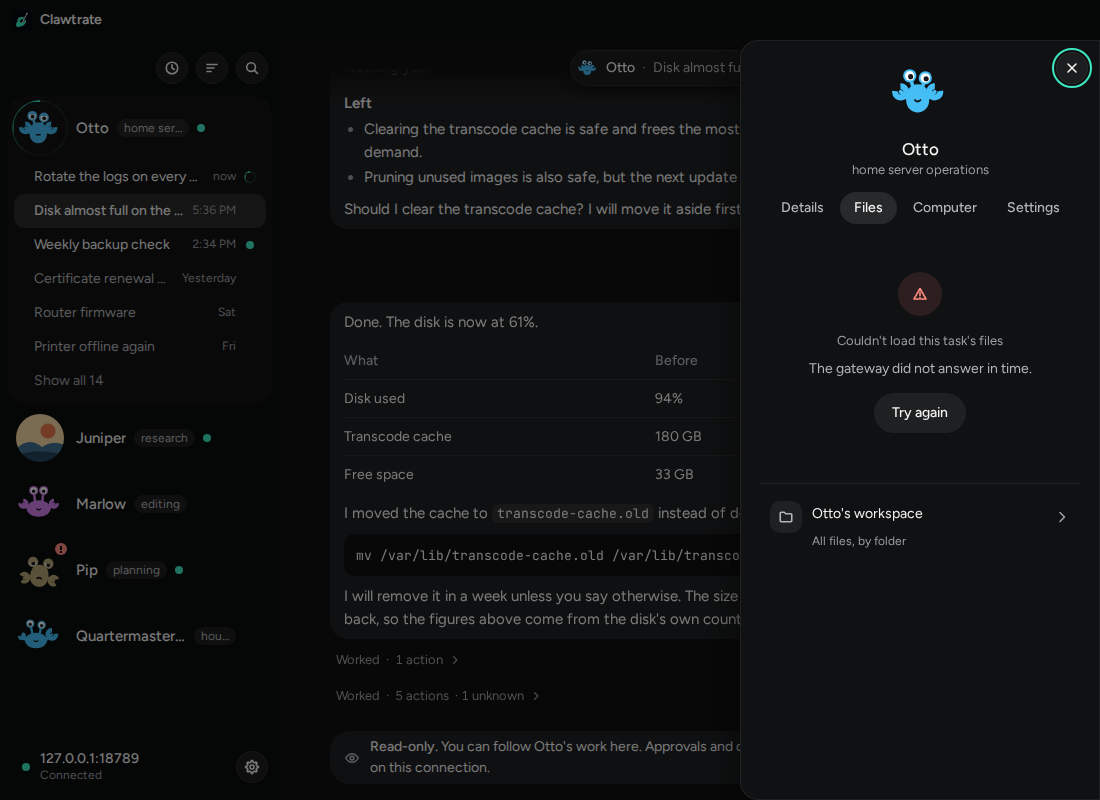 Clawtrate
Otto home ser...
Rotate the logs on every ... now
Disk almost full on the ... 5:36 PM
Weekly backup check 2:34 PM
Certificate renewal ... Yesterday
Router firmware Sat
Printer offline again Fri
Show all 14
Juniper research
Marlow editing
Pip planning
Quartermaster... hou...
127.0.0.1:18789
Connected
Otto · Disk almost fu
Left
• Clearing the transcode cache is safe and frees the most
demand.
• Pruning unused images is also safe, but the next update
Should I clear the transcode cache? I will move it aside first
Done. The disk is now at 61%.
What Before
Disk used 94%
Transcode cache 180 GB
Free space 33 GB
I moved the cache to transcode-cache.old instead of d
mv /var/lib/transcode-cache.old /var/lib/transco
I will remove it in a week unless you say otherwise. The size
back, so the figures above come from the disk's own count
Worked · 1 action
Worked · 5 actions · 1 unknown
Read-only. You can follow Otto's work here. Approvals and
on this connection.
Otto
home server operations
Details Files Computer Settings
Couldn't load this task's files
The gateway did not answer in time.
Try again
Otto's workspace
All files, by folder